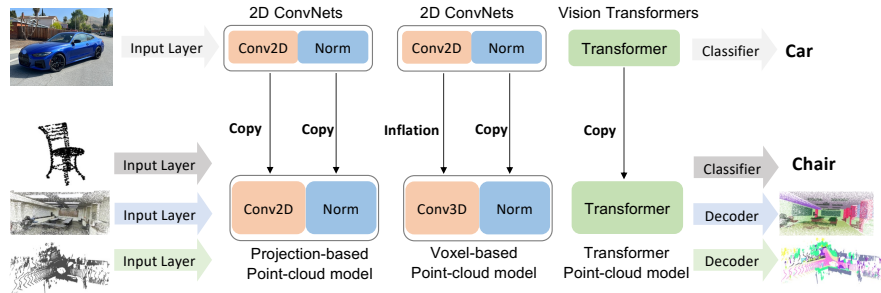 2D ConvNets
2D ConvNets
Vision Transformers
Input Layer
Conv2D
Norm
Conv2D
Norm
Transformer
Classifier
Car
Copy
Copy
Inflation
Copy
Copy
Input Layer
Classifier
Chair
Input Layer
Conv2D
Norm
Conv3D
Norm
Transformer
Decoder
Input Layer
Projection-based
Point-cloud model
Voxel-based
Point-cloud model
Transformer
Point-cloud model
Decoder